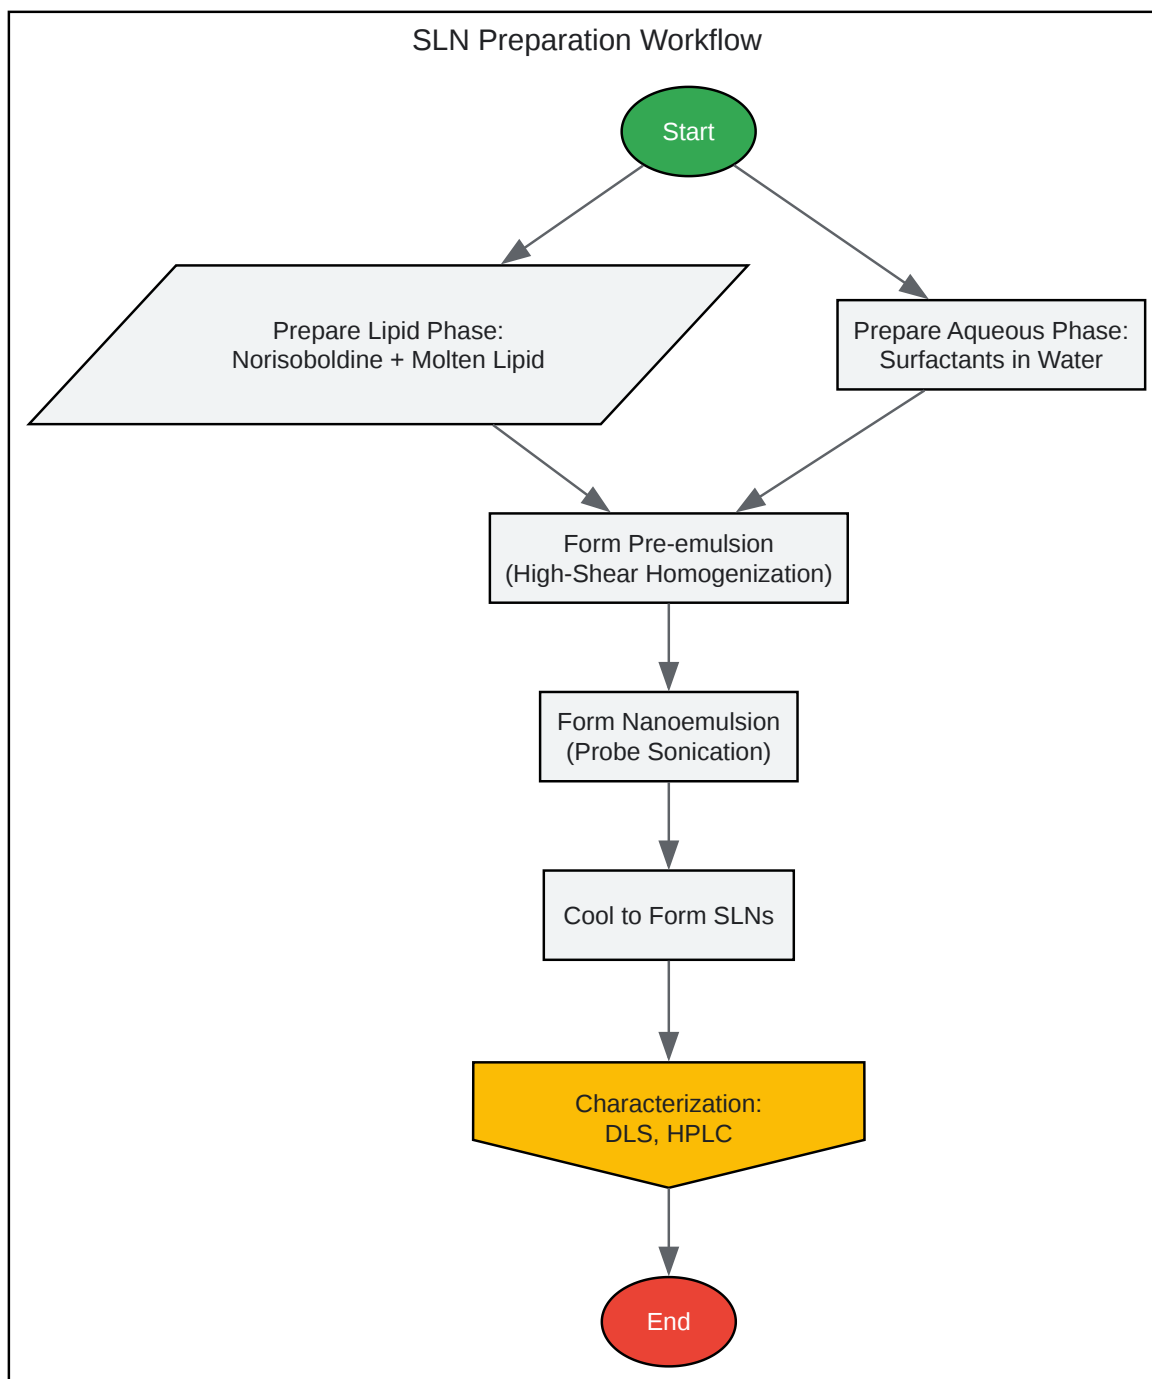 SLN Preparation Workflow
Start
Prepare Lipid Phase:
Norisoboldine + Molten Lipid
Prepare Aqueous Phase:
Surfactants in Water
Form Pre-emulsion
(High-Shear Homogenization)
Form Nanoemulsion
(Probe Sonication)
Cool to Form SLNs
Characterization:
DLS, HPLC
End